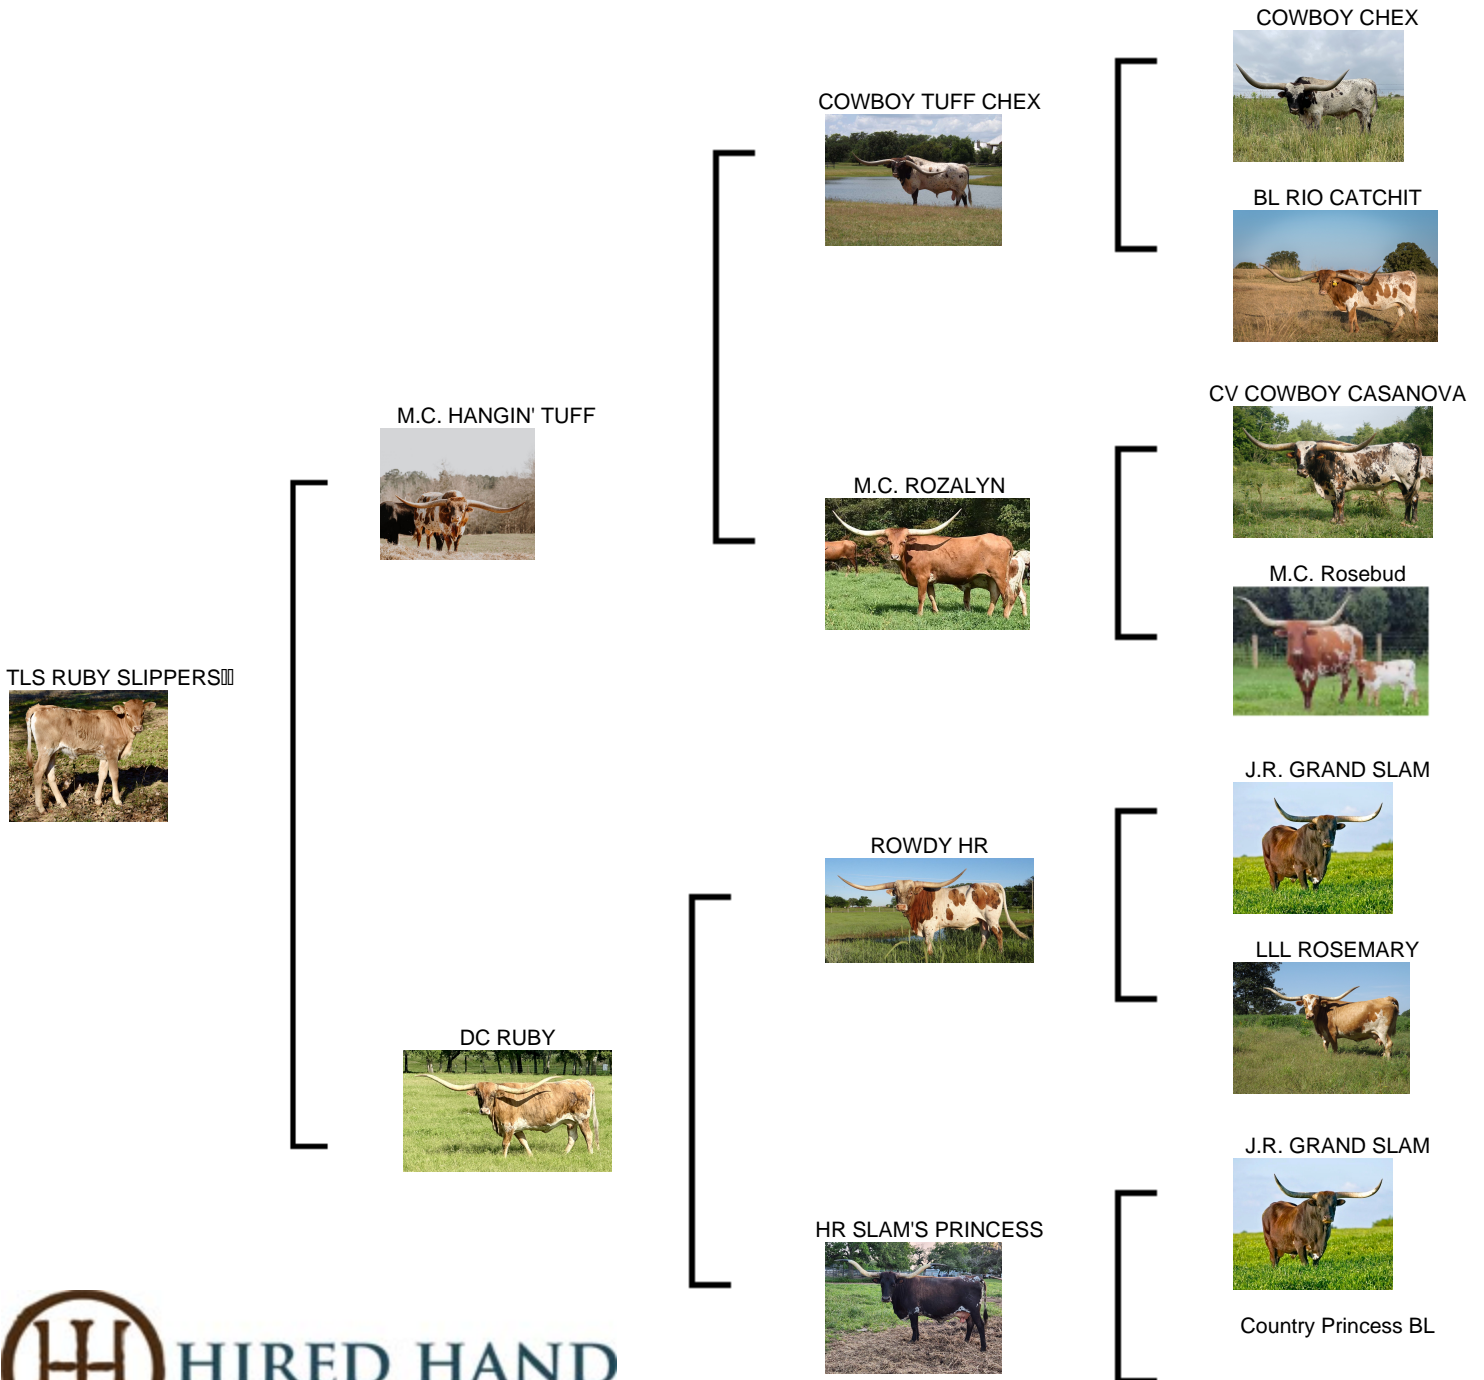 COWBOY CHEX
COWBOY TUFF CHEX
BL RIO CATCHIT
M.C. HANGIN' TUFF
CV COWBOY CASANOVA
M.C. ROZALYN
M.C. Rosebud
TLS RUBY SLIPPERS
J.R. GRAND SLAM
ROWDY HR
LLL ROSEMARY
DC RUBY
J.R. GRAND SLAM
HR SLAM'S PRINCESS
Country Princess BL
HIRED HAND